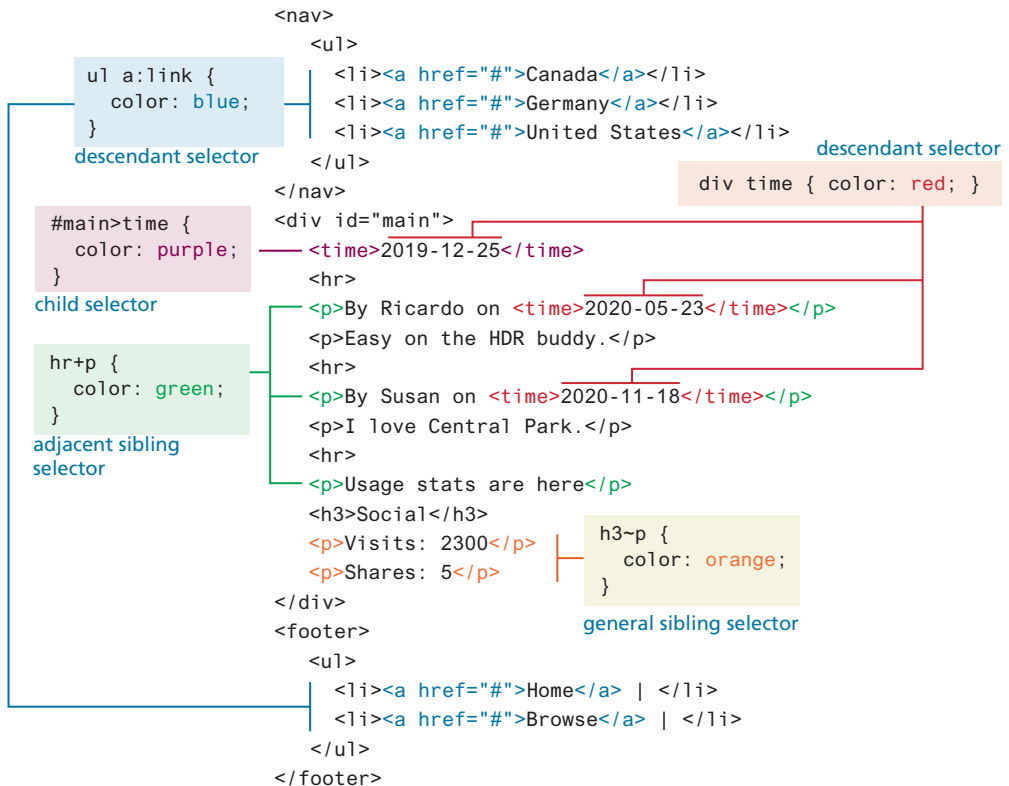 <nav>
<ul>
<li><a href="#">Canada</a></li>
<li><a href="#">Germany</a></li>
<li><a href="#">United States</a></li>
</ul>
</nav>
<div id="main">
<time>2019-12-25</time>
<hr>
<p>By Ricardo on <time>2020-05-23</time></p>
<p>Easy on the HDR buddy.</p>
<hr>
<p>By Susan on <time>2020-11-18</time></p>
<p>I love Central Park.</p>
<hr>
<p>Usage stats are here</p>
<h3>Social</h3>
<p>Visits: 2300</p>
<p>Shares: 5</p>
</div>
<footer>
<ul>
<li><a href="#">Home</a> | </li>
<li><a href="#">Browse</a> | </li>
</ul>
</footer>
ul a:link {
color: blue;
}
descendant selector
#main>time {
color: purple;
}
child selector
hr+p {
color: green;
}
adjacent sibling
selector
descendant selector
div time { color: red; }
h3~p {
color: orange;
}
general sibling selector